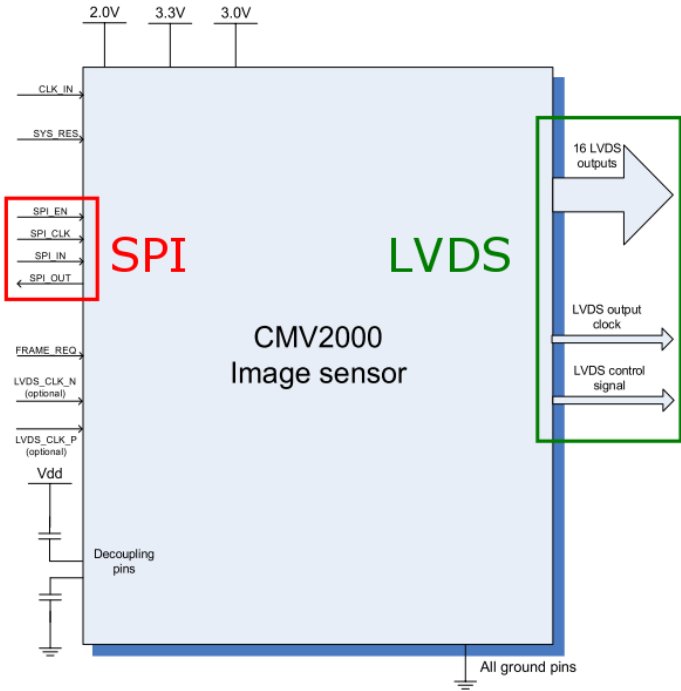 2.0V 3.3V 3.0V
CLK_IN
SYS_RES
SPI_EN
SPI_CLK
SPI_IN
SPI_OUT
SPI
LVDS
16 LVDS
outputs
LVDS output
clock
LVDS control
signal
CMV2000
Image sensor
FRAME_REQ
LVDS_CLK_N
(optional)
LVDS_CLK_P
(optional)
Vdd
Decoupling
pins
All ground pins